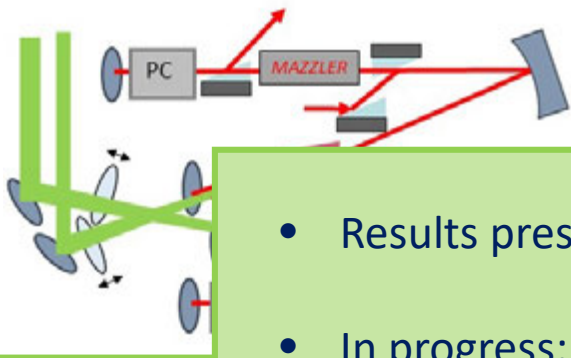 PC
MAZZLER
• Results pres
• In progress: